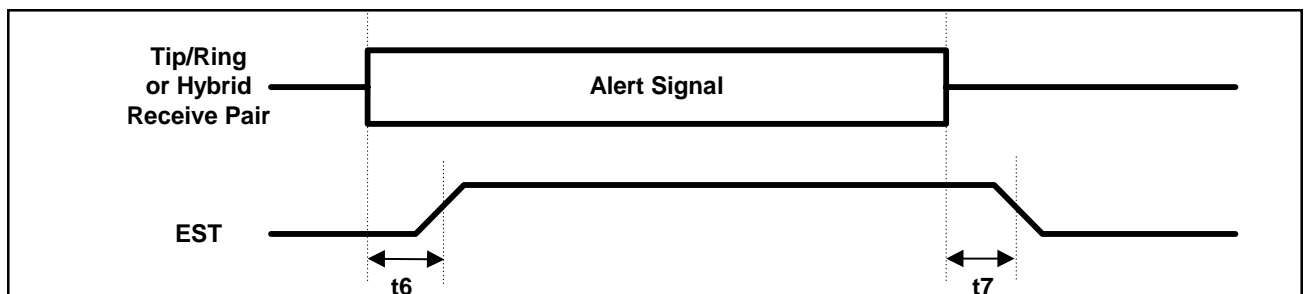 Tip/Ring
or Hybrid
Receive Pair
Alert Signal
EST
t6
t7